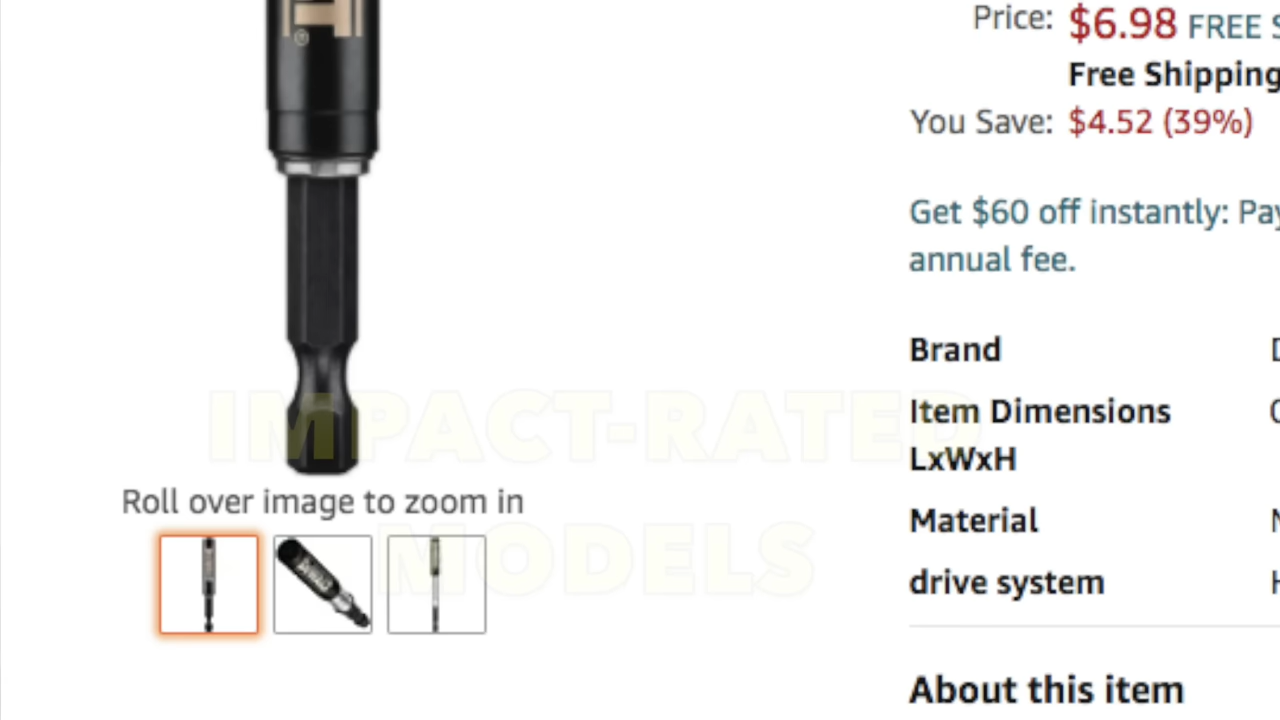 Price: $6.98 FREE
Free Shipping
You Save: $4.52 (39%)
Get $60 off instantly:
annual fee.
Brand
Item Dimensions
LxWxH
Material
drive system
About this item
IMPACT-RATED
MODELS
Roll over image to zoom in